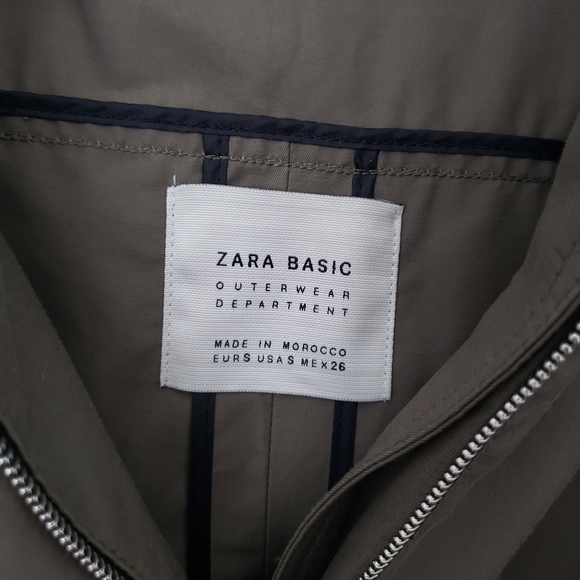 ZARA BASIC
OUTERWEAR
DEPARTMENT
MADE IN MOROCCO
EUR S USA S MEX 26